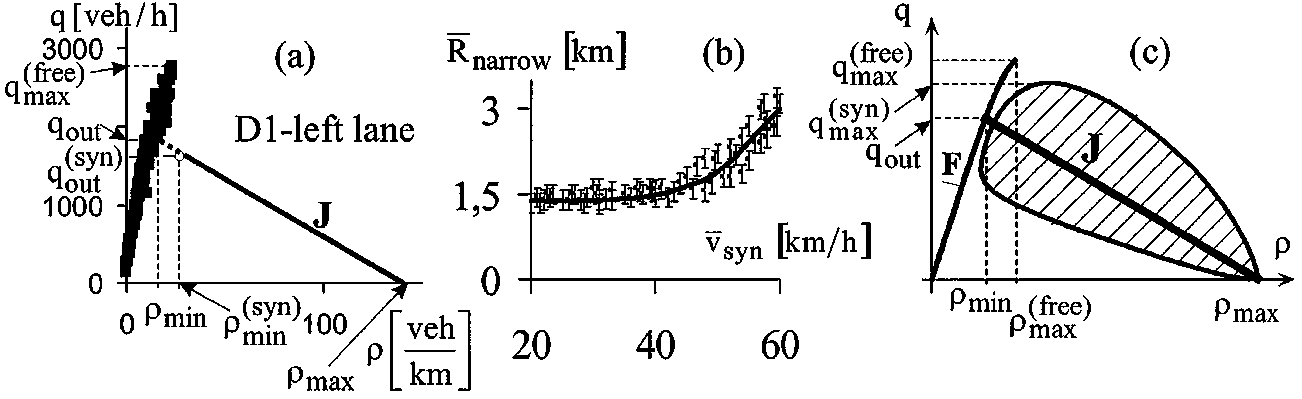 q [veh/h]
3000
q_max^(free)
q_out
q_out^(syn)
1000
0
(a)
D1-left lane
J
0
ρ_min
ρ_min^(syn)
100
ρ_max
ρ [veh/km]
R̅_narrow [km]
(b)
3
1,5
0
v̅_syn [km/h]
20
40
60
q
(c)
q_max^(free)
q_max^(syn)
q_out
F
J
ρ
ρ_min
ρ_max^(free)
ρ_max